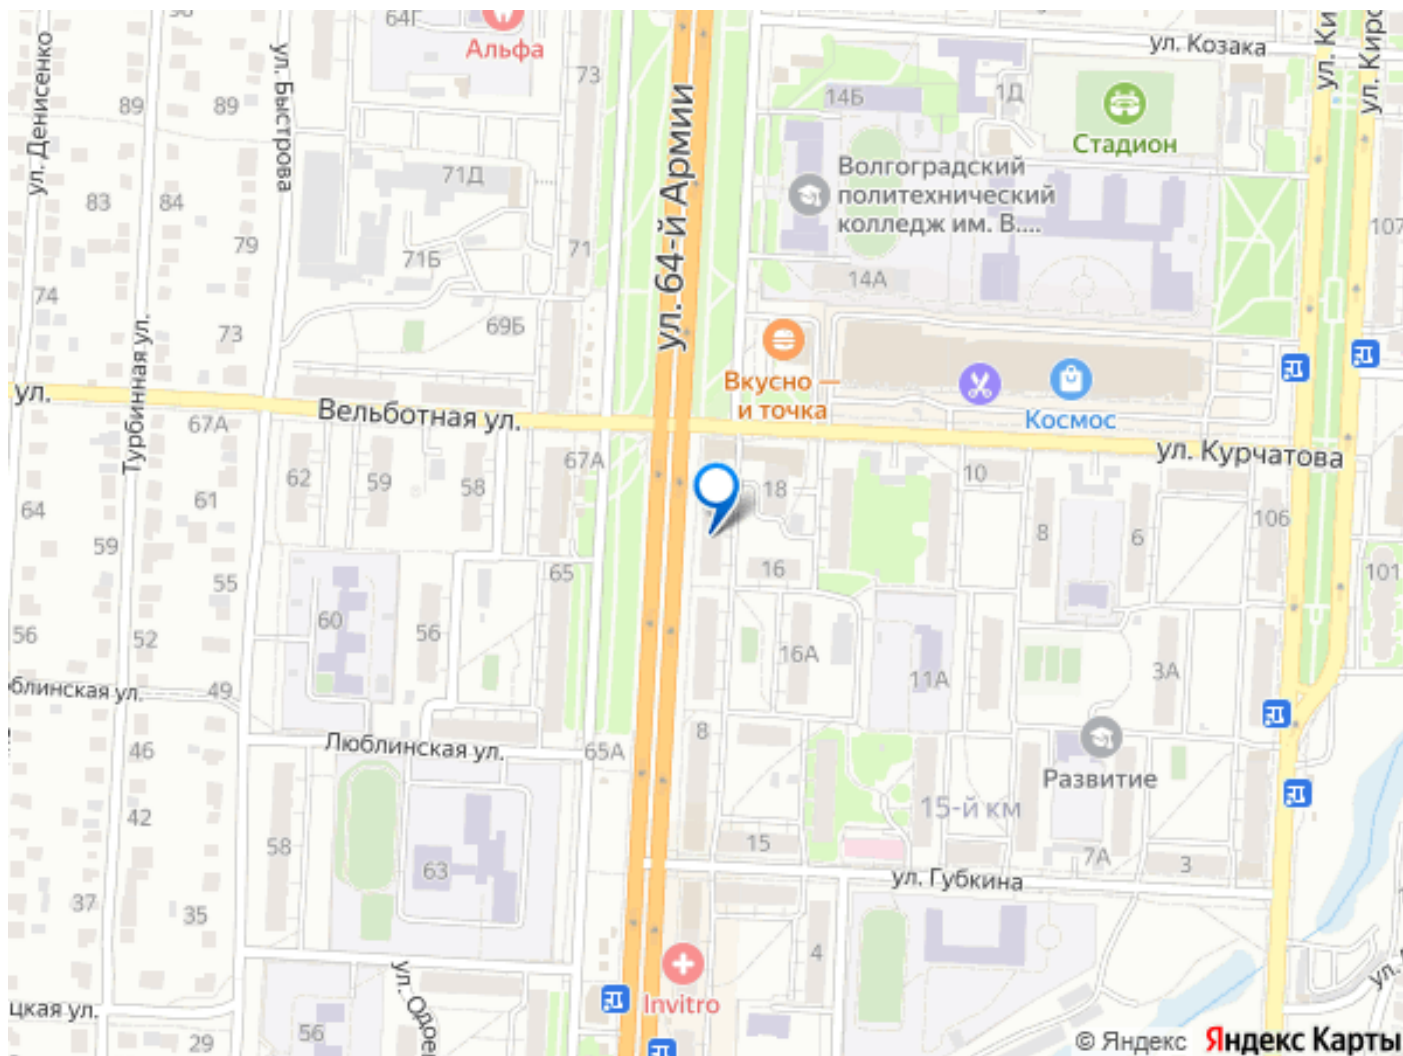 64Г
Альфа
ул. Козака
ул. Ки
ул. Киро
ул. Денисенко
89
89
ул. Быстрова
73
ул. 64-й Армии
14Б
1Д
Стадион
Волгоградский
политехнический
колледж им. В....
71Д
83
84
79
71
71Б
14А
107
74
Турбинная ул.
73
69Б
Вкусно —
и точка
Космос
ул.
Вельботная ул.
67А
ул. Курчатова
67А
62
59
58
18
10
64
61
106
59
8
6
55
65
16
101
56
52
60
56
16А
11А
3А
блинская ул.
49
46
Люблинская ул.
65А
8
Развитие
42
58
15-й км
15
63
7А
3
ул. Губкина
37
35
4
ул. Одоев
Invitro
цкая ул.
29
56
ул.
© Яндекс
Яндекс Карты